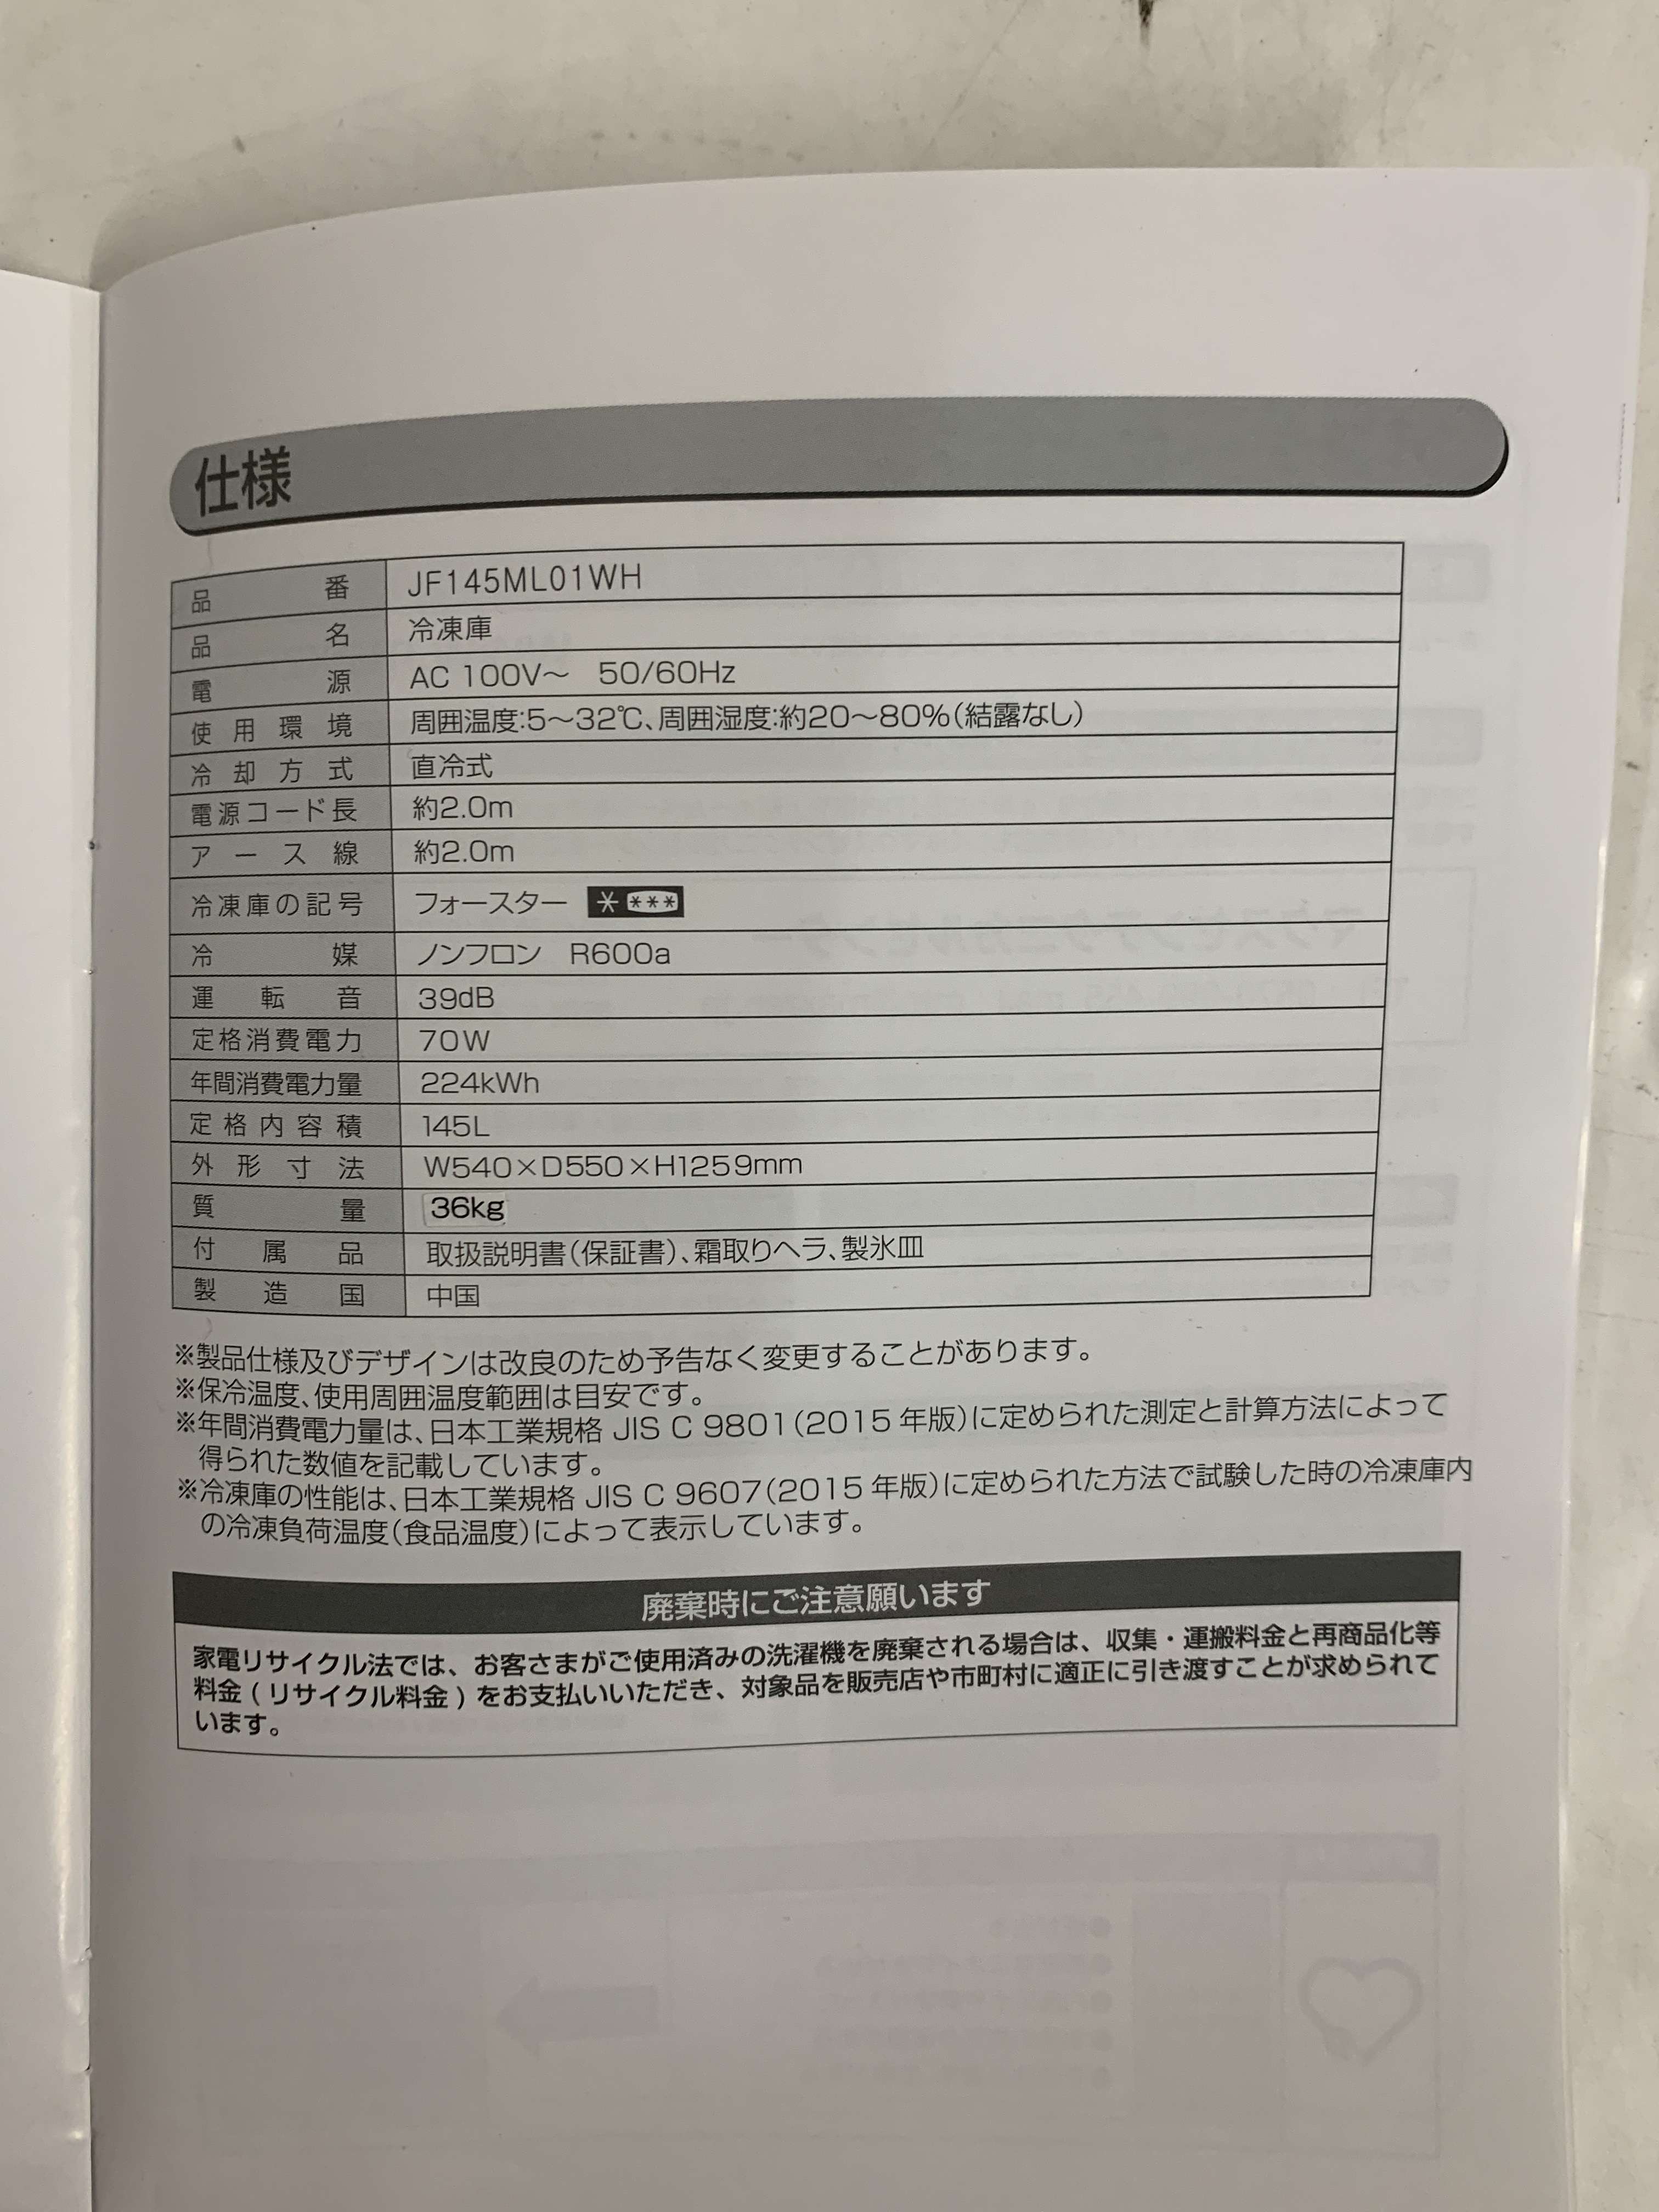 仕様
品番 JF145ML01WH
品名 冷凍庫
電源 AC 100V～ 50/60Hz
使用環境 周囲温度:5～32℃、周囲湿度:約20～80%(結露なし)
冷却方式 直冷式
電源コード長 約2.0m
アース線 約2.0m
冷凍庫の記号 フォースター ＊***
冷媒 ノンフロン R600a
運転音 39dB
定格消費電力 70W
年間消費電力量 224kWh
定格内容積 145L
外形寸法 W540×D550×H1259mm
質量 36kg
付属品 取扱説明書(保証書)、霜取りヘラ、製氷皿
製造国 中国
※製品仕様及びデザインは改良のため予告なく変更することがあります。
※保冷温度、使用周囲温度範囲は目安です。
※年間消費電力量は、日本工業規格 JIS C 9801(2015 年版)に定められた測定と計算方法によって
得られた数値を記載しています。
※冷凍庫の性能は、日本工業規格 JIS C 9607(2015 年版)に定められた方法で試験した時の冷凍庫内
の冷凍負荷温度(食品温度)によって表示しています。
廃棄時にご注意願います
家電リサイクル法では、お客さまがご使用済みの洗濯機を廃棄される場合は、収集・運搬料金と再商品化等
料金(リサイクル料金)をお支払いいただき、対象品を販売店や市町村に適正に引き渡すことが求められて
います。